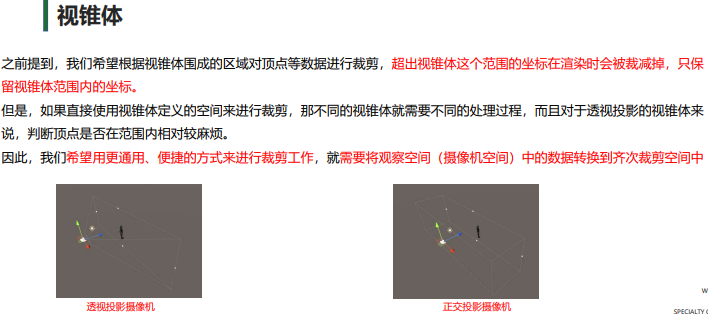 视锥体
之前提到，我们希望根据视锥体围成的区域对顶点等数据进行裁剪，超出视锥体这个范围的坐标在渲染时会被裁减掉，只保
留视锥体范围内的坐标。
但是，如果直接使用视锥体定义的空间来进行裁剪，那不同的视锥体就需要不同的处理过程，而且对于透视投影的视锥体来
说，判断顶点是否在范围内相对较麻烦。
因此，我们希望用更通用、便捷的方式来进行裁剪工作，就需要将观察空间（摄像机空间）中的数据转换到齐次裁剪空间中
透视投影摄像机
正交投影摄像机
W
SPECIALTY